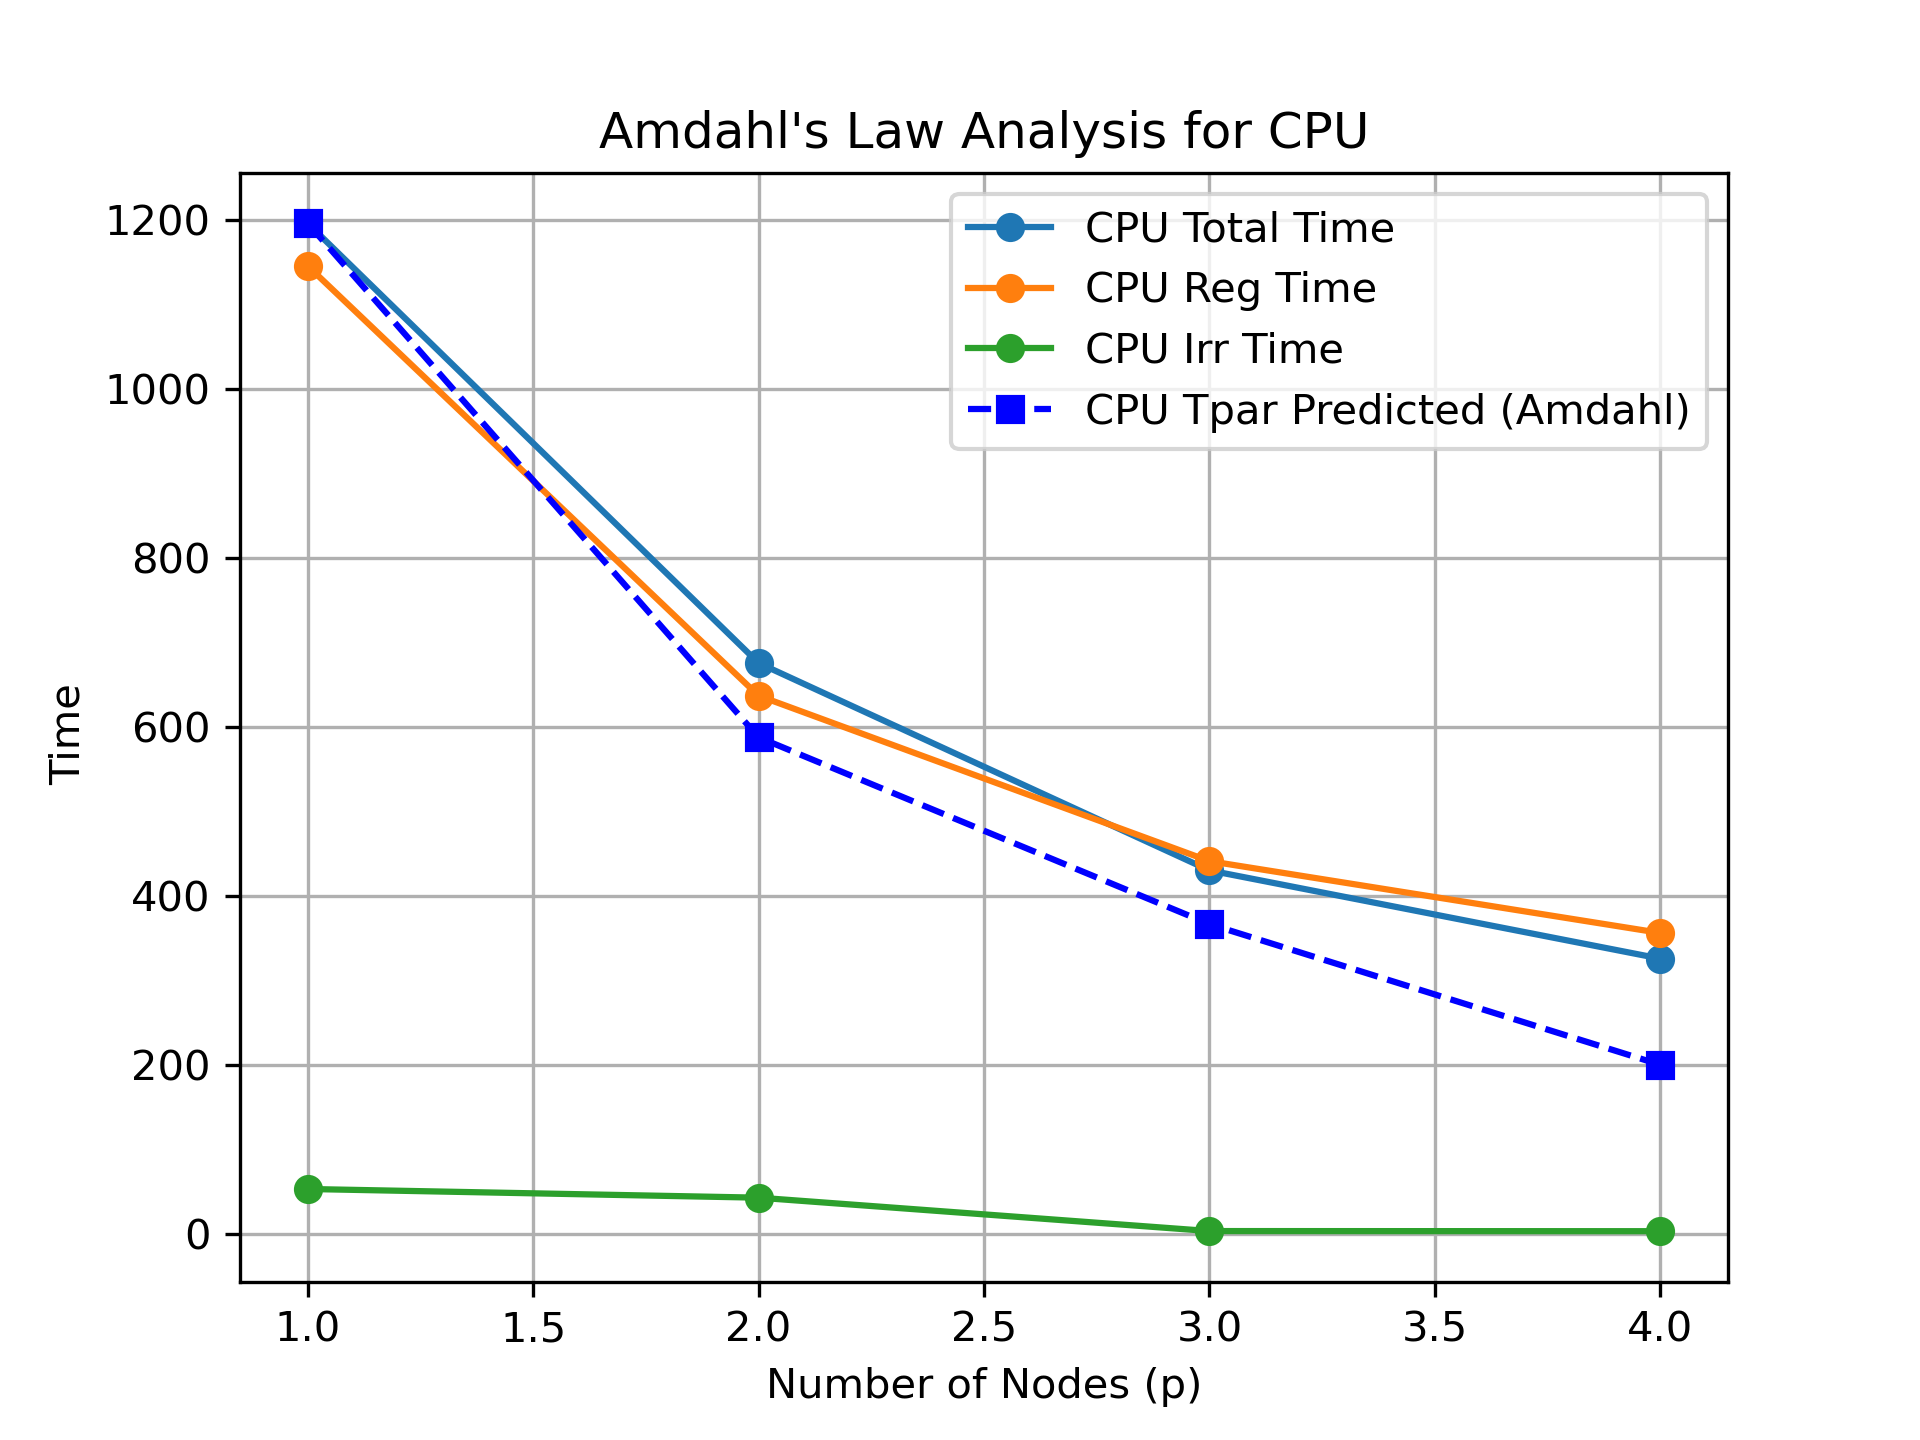 Amdahl's Law Analysis for CPU
CPU Total Time
CPU Reg Time
CPU Irr Time
CPU Tpar Predicted (Amdahl)
1200
1000
800
600
400
200
0
Time
1.0 1.5 2.0 2.5 3.0 3.5 4.0
Number of Nodes (p)